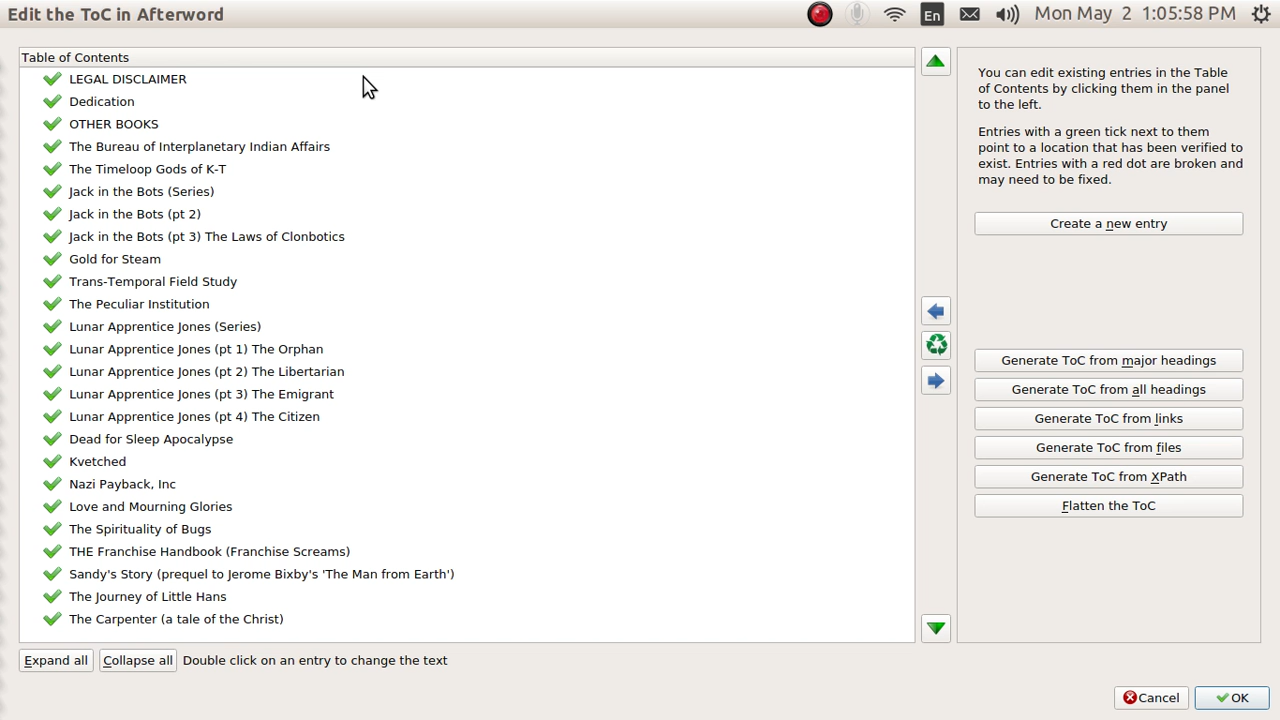 Edit the ToC in Afterword
En
Mon May 2 1:05:58 PM
Table of Contents
LEGAL DISCLAIMER
Dedication
OTHER BOOKS
The Bureau of Interplanetary Indian Affairs
The Timeloop Gods of K-T
Jack in the Bots (Series)
Jack in the Bots (pt 2)
Jack in the Bots (pt 3) The Laws of Clonbotics
Gold for Steam
Trans-Temporal Field Study
The Peculiar Institution
Lunar Apprentice Jones (Series)
Lunar Apprentice Jones (pt 1) The Orphan
Lunar Apprentice Jones (pt 2) The Libertarian
Lunar Apprentice Jones (pt 3) The Emigrant
Lunar Apprentice Jones (pt 4) The Citizen
Dead for Sleep Apocalypse
Kvetched
Nazi Payback, Inc
Love and Mourning Glories
The Spirituality of Bugs
THE Franchise Handbook (Franchise Screams)
Sandy's Story (prequel to Jerome Bixby's 'The Man from Earth')
The Journey of Little Hans
The Carpenter (a tale of the Christ)
Expand all
Collapse all
Double click on an entry to change the text
You can edit existing entries in the Table
of Contents by clicking them in the panel
to the left.
Entries with a green tick next to them
point to a location that has been verified to
exist. Entries with a red dot are broken and
may need to be fixed.
Create a new entry
Generate ToC from major headings
Generate ToC from all headings
Generate ToC from links
Generate ToC from files
Generate ToC from XPath
Flatten the ToC
Cancel
OK